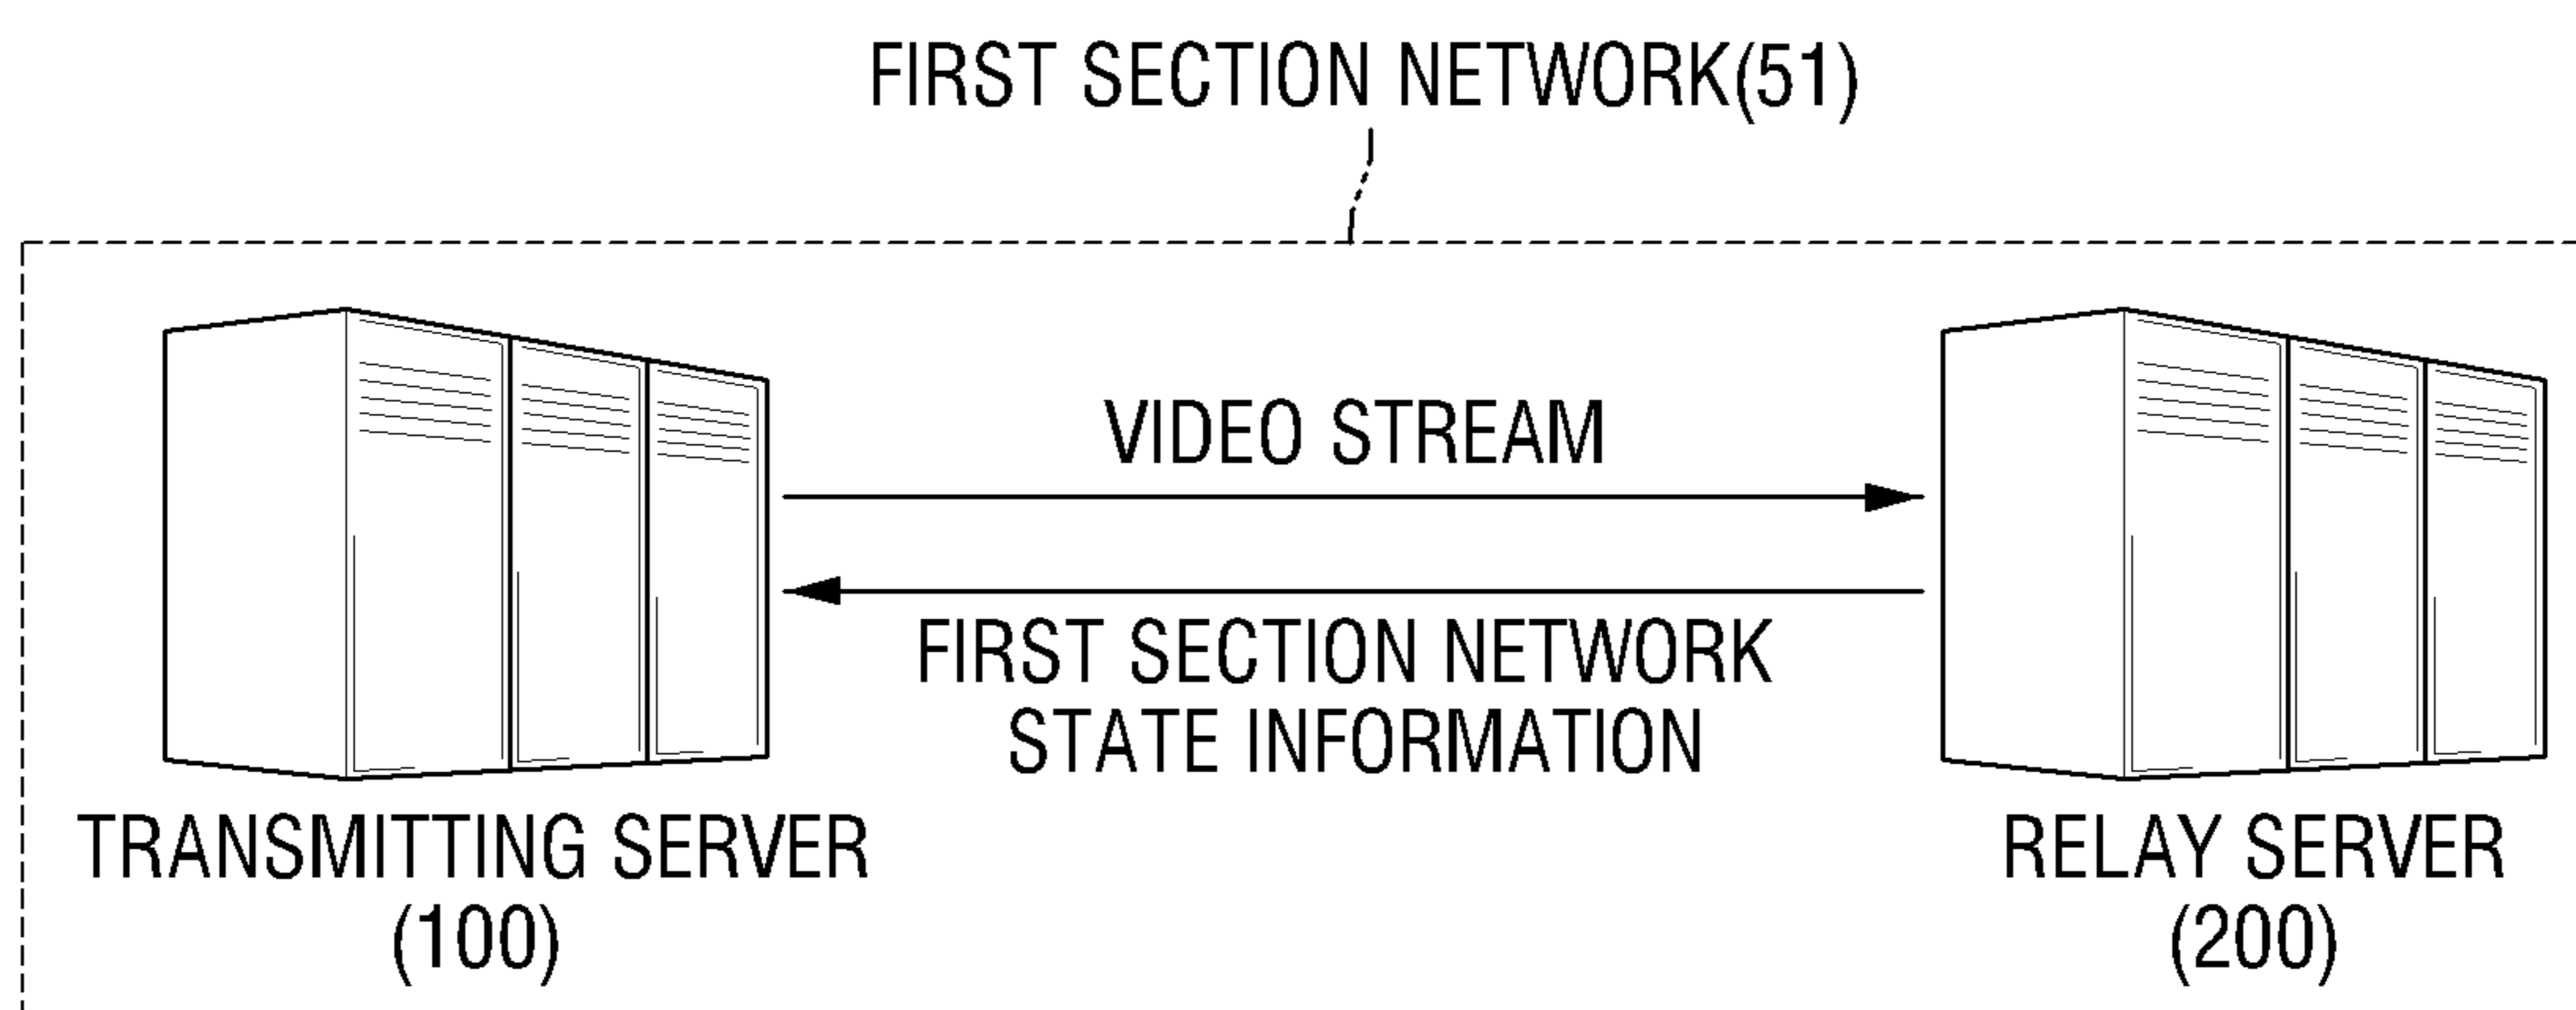 FIRST SECTION NETWORK(51)
VIDEO STREAM
FIRST SECTION NETWORK
STATE INFORMATION
TRANSMITTING SERVER
(100)
RELAY SERVER
(200)